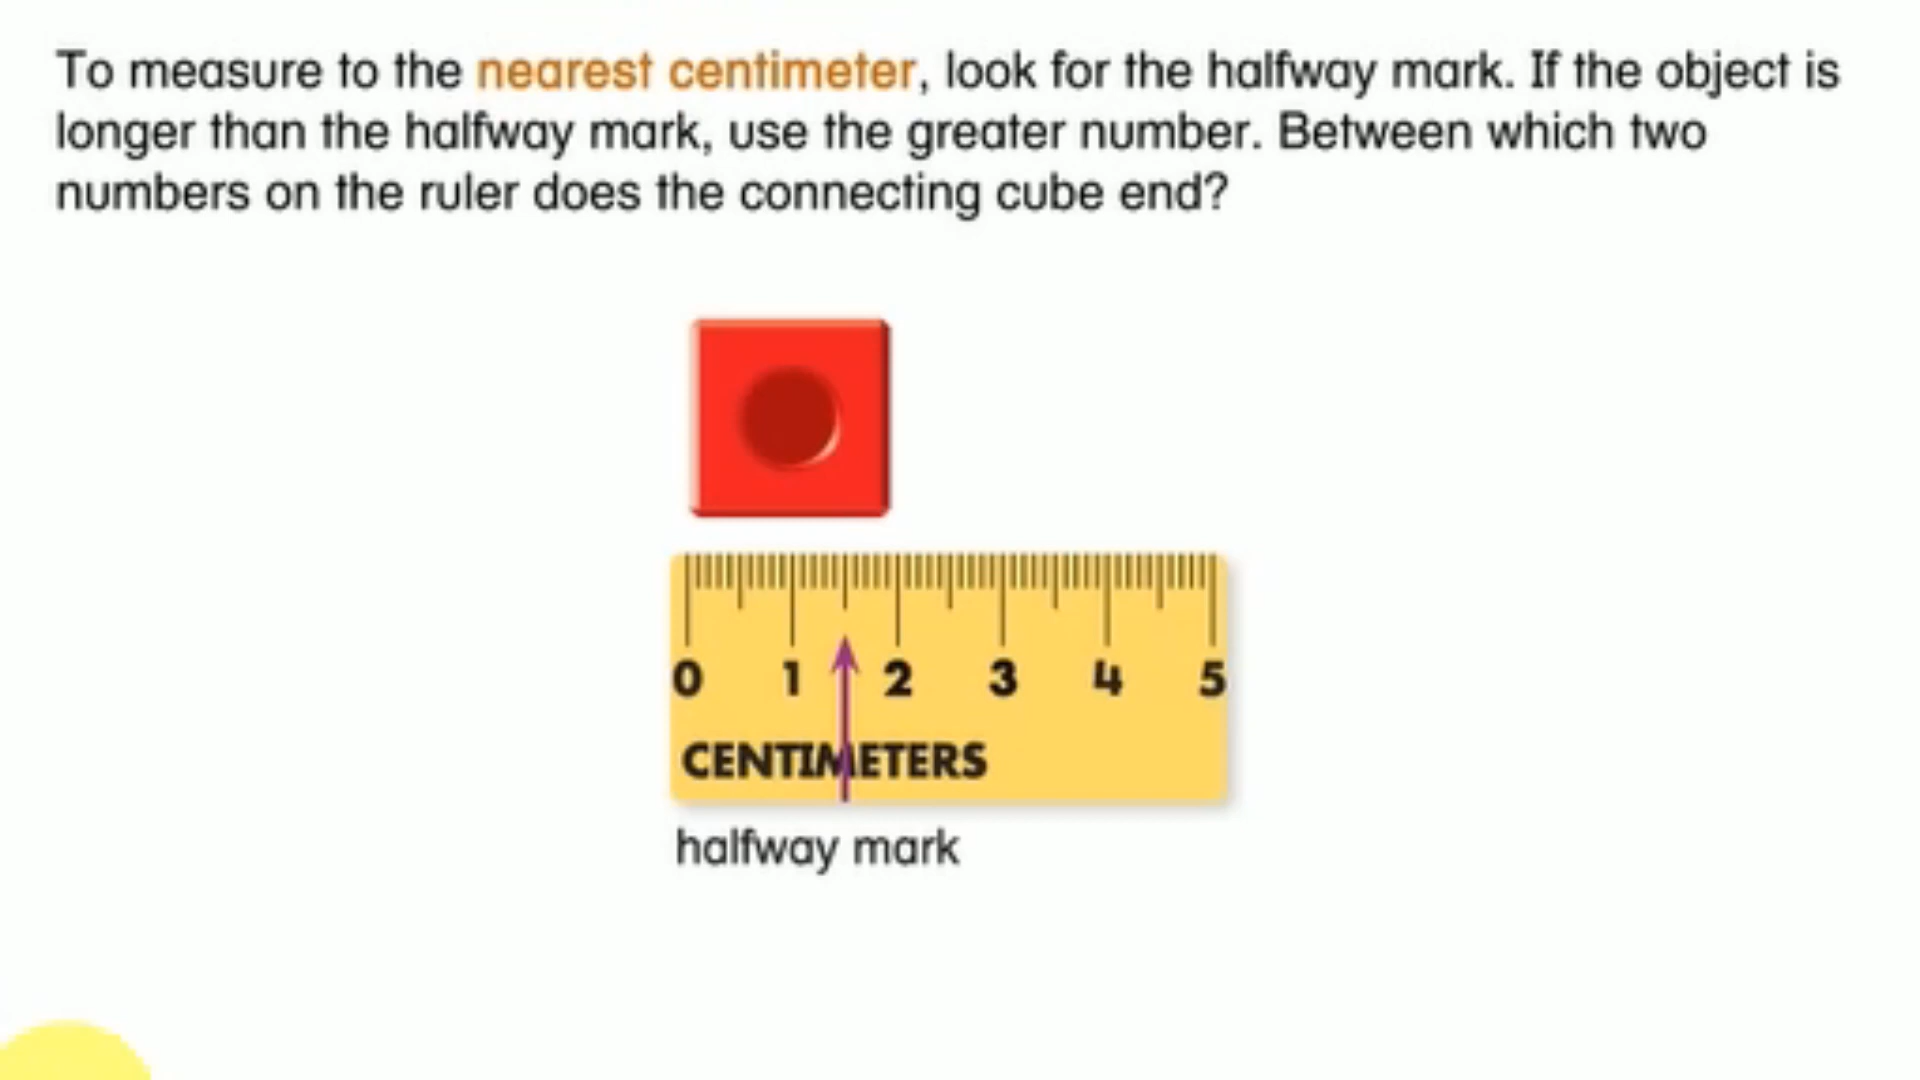 To measure to the nearest centimeter, look for the halfway mark. If the object is
longer than the halfway mark, use the greater number. Between which two
numbers on the ruler does the connecting cube end?
0 1 2 3 4 5
CENTIMETERS
halfway mark